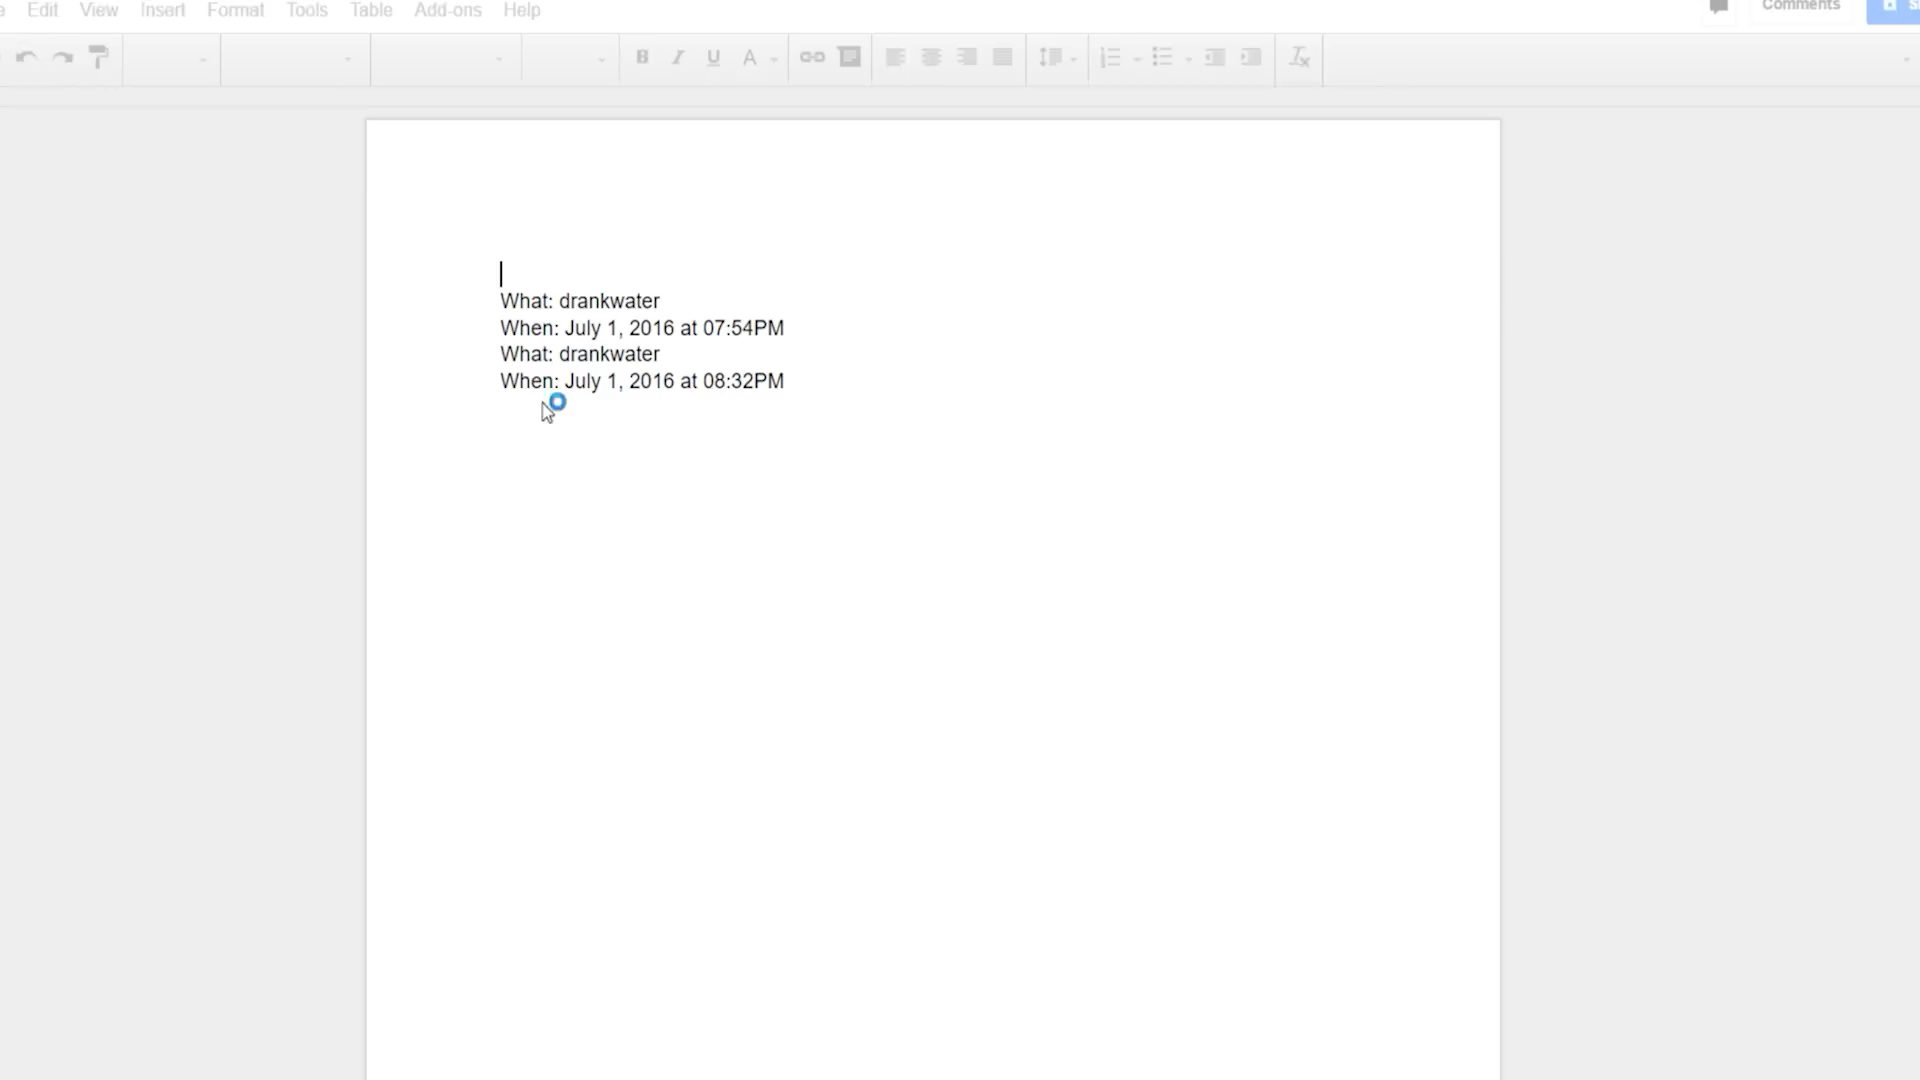 Edit View Insert Format Tools Table Add-ons Help
Comments
What: drankwater
When: July 1, 2016 at 07:54PM
What: drankwater
When: July 1, 2016 at 08:32PM